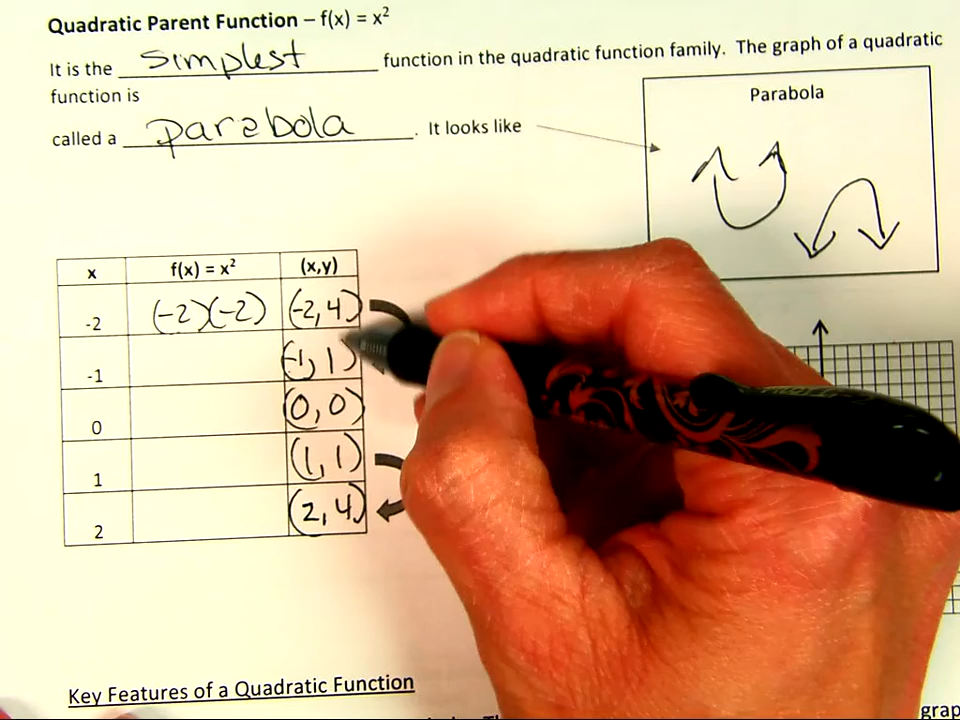 Quadratic Parent Function – f(x) = x²
It is the simplest function in the quadratic function family. The graph of a quadratic
function is
called a parabola. It looks like
Parabola
x f(x) = x² (x,y)
-2 (-2)(-2) (-2,4)
-1 (-1, 1)
0 (0, 0)
1 (1, 1)
2 (2, 4)
Key Features of a Quadratic Function